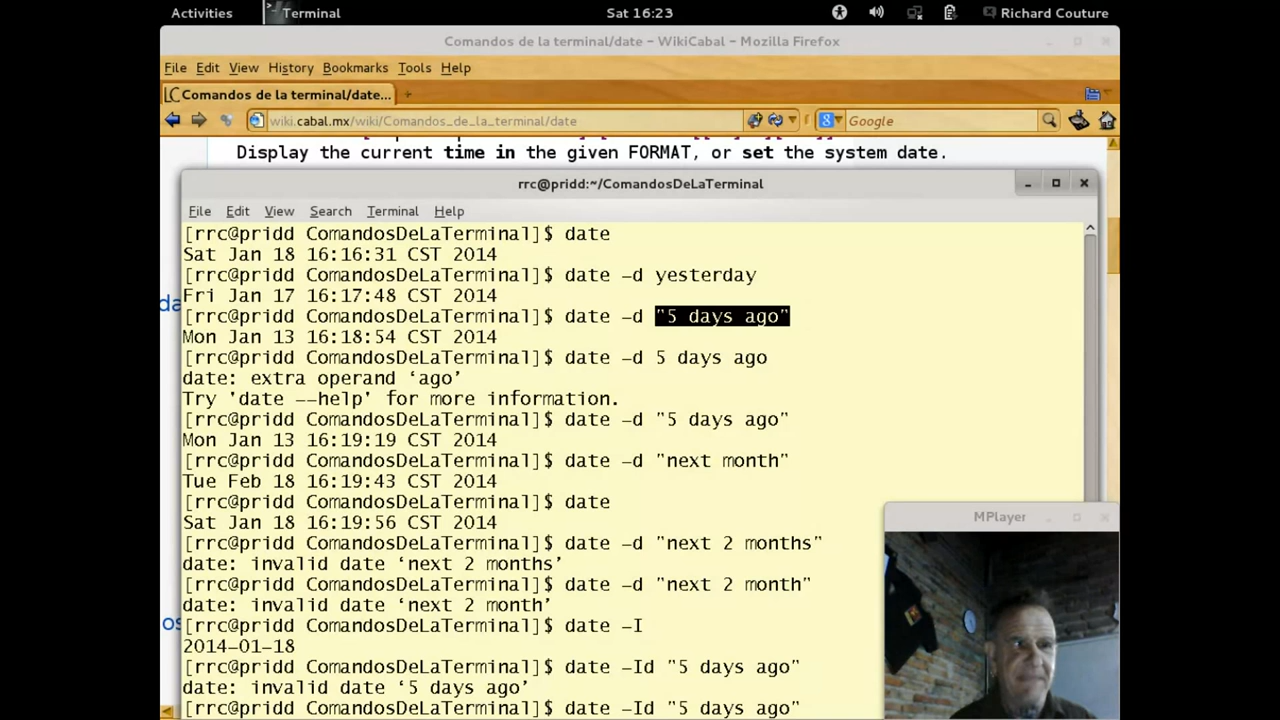 Activities Terminal Sat 16:23 Richard Couture
Comandos de la terminal/date - WikiCabal - Mozilla Firefox
File Edit View History Bookmarks Tools Help
Comandos de la terminal/date...
wiki.cabal.mx/wiki/Comandos_de_la_terminal/date Google
Display the current time in the given FORMAT, or set the system date.
rrc@pridd:~/ComandosDeLaTerminal
File Edit View Search Terminal Help
[rrc@pridd ComandosDeLaTerminal]$ date
Sat Jan 18 16:16:31 CST 2014
[rrc@pridd ComandosDeLaTerminal]$ date -d yesterday
Fri Jan 17 16:17:48 CST 2014
[rrc@pridd ComandosDeLaTerminal]$ date -d "5 days ago"
Mon Jan 13 16:18:54 CST 2014
[rrc@pridd ComandosDeLaTerminal]$ date -d 5 days ago
date: extra operand ‘ago’
Try 'date --help' for more information.
[rrc@pridd ComandosDeLaTerminal]$ date -d "5 days ago"
Mon Jan 13 16:19:19 CST 2014
[rrc@pridd ComandosDeLaTerminal]$ date -d "next month"
Tue Feb 18 16:19:43 CST 2014
[rrc@pridd ComandosDeLaTerminal]$ date
Sat Jan 18 16:19:56 CST 2014
[rrc@pridd ComandosDeLaTerminal]$ date -d "next 2 months"
date: invalid date ‘next 2 months’
[rrc@pridd ComandosDeLaTerminal]$ date -d "next 2 month"
date: invalid date ‘next 2 month’
[rrc@pridd ComandosDeLaTerminal]$ date -I
2014-01-18
[rrc@pridd ComandosDeLaTerminal]$ date -Id "5 days ago"
date: invalid date ‘5 days ago’
[rrc@pridd ComandosDeLaTerminal]$ date -Id "5 days ago"
MPlayer